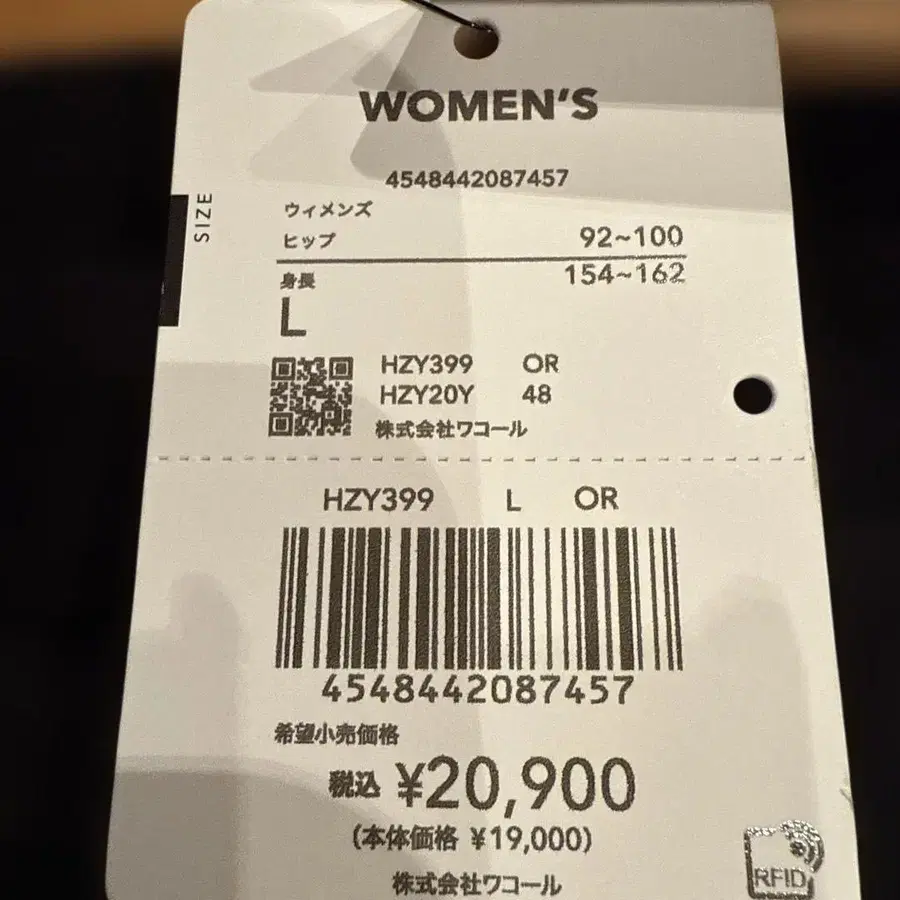 WOMEN'S
4548442087457
SIZE
ウィメンズ
ヒップ 92~100
身長 154~162
L
HZY399 OR
HZY20Y 48
株式会社ワコール
HZY399 L OR
4548442087457
希望小売価格
税込 ¥20,900
(本体価格 ¥19,000)
株式会社ワコール
RFID